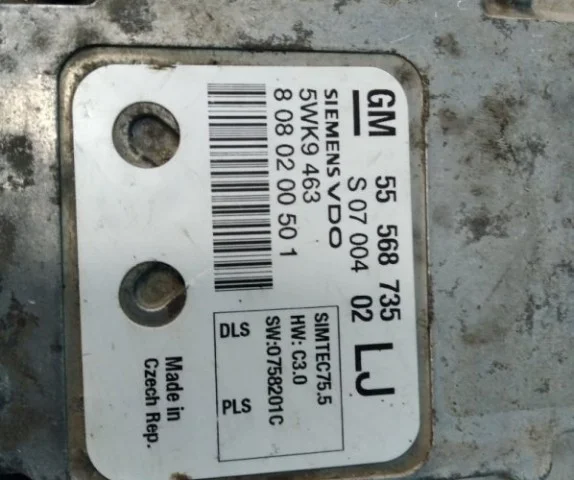 GM 55 568 735
S 07 004 02 LJ
SIEMENS VDO
5WK9 463
8 08 02 00 50 1
SIMTEC75.5
HW: C3.0
SW:0758201C
DLS PLS
Made in
Czech Rep.